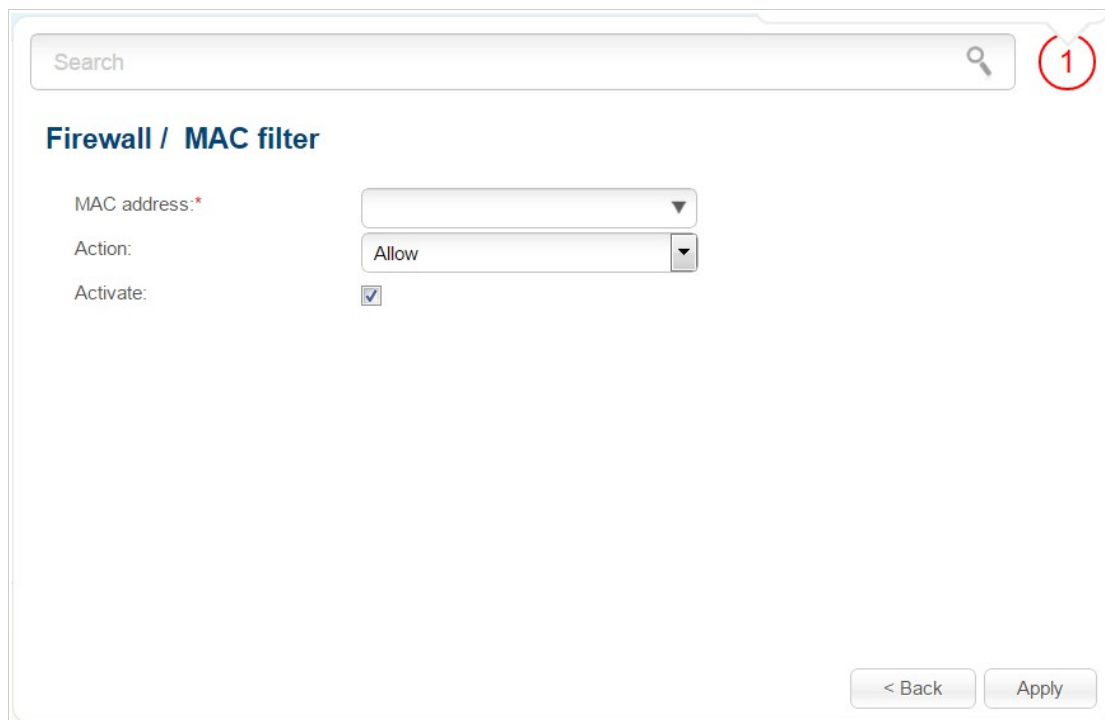 Search
1
Firewall / MAC filter
MAC address:*
Action: Allow
Activate:
< Back Apply